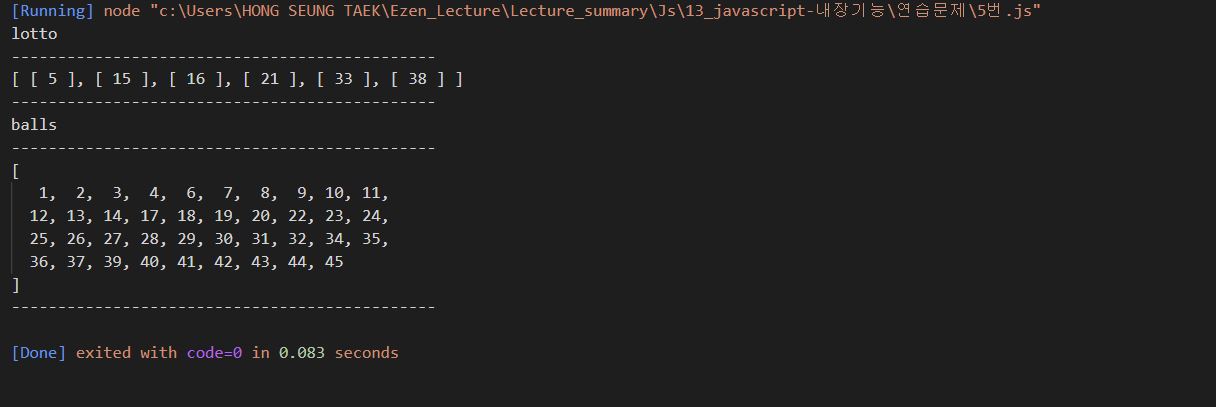 [Running] node "c:\Users\HONG SEUNG TAEK\Ezen_Lecture\Lecture_summary\Js\13_javascript-내장기능\연습문제\5번.js"
lotto
----------------------------------------------
[ [ 5 ], [ 15 ], [ 16 ], [ 21 ], [ 33 ], [ 38 ] ]
----------------------------------------------
balls
----------------------------------------------
[
   1,  2,  3,  4,  6,  7,  8,  9, 10, 11,
  12, 13, 14, 17, 18, 19, 20, 22, 23, 24,
  25, 26, 27, 28, 29, 30, 31, 32, 34, 35,
  36, 37, 39, 40, 41, 42, 43, 44, 45
]
----------------------------------------------
[Done] exited with code=0 in 0.083 seconds